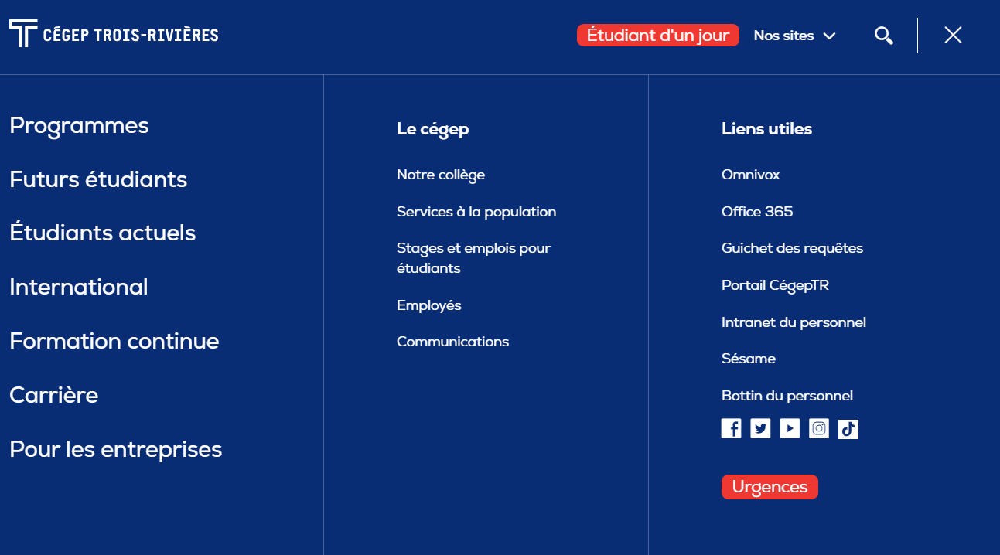 CÉGEP TROIS-RIVIÈRES
Étudiant d'un jour
Nos sites
Programmes
Futurs étudiants
Étudiants actuels
International
Formation continue
Carrière
Pour les entreprises
Le cégep
Notre collège
Services à la population
Stages et emplois pour
étudiants
Employés
Communications
Liens utiles
Omnivox
Office 365
Guichet des requêtes
Portail CégepTR
Intranet du personnel
Sésame
Bottin du personnel
Urgences